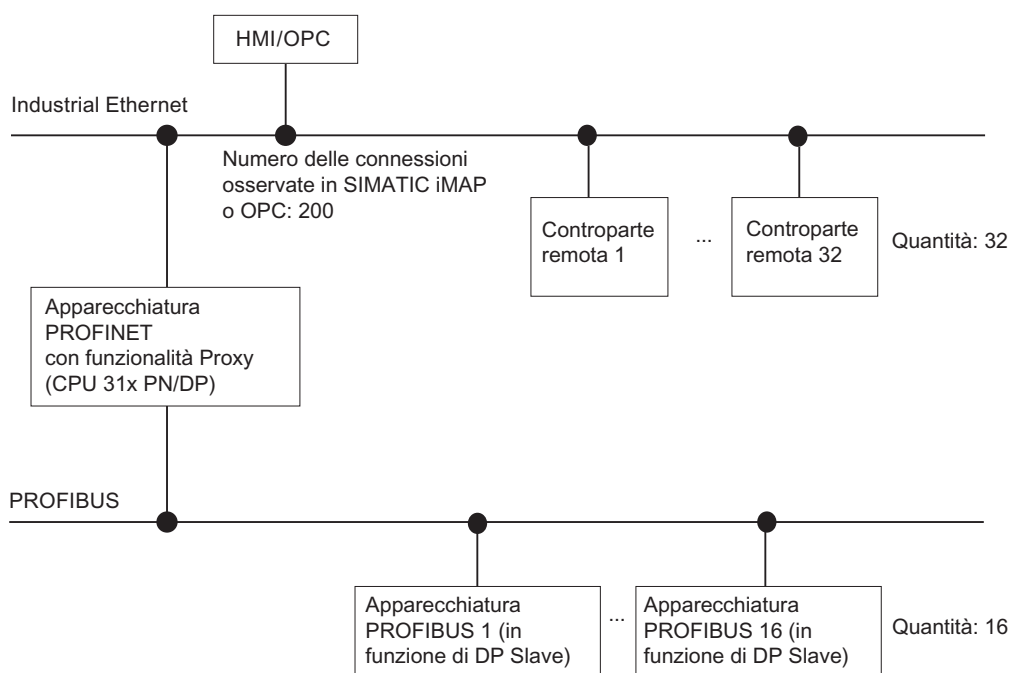 HMI/OPC
Industrial Ethernet
Numero delle connessioni
osservate in SIMATIC iMAP
o OPC: 200
Controparte
remota 1
...
Controparte
remota 32
Quantità: 32
Apparecchiatura
PROFINET
con funzionalità Proxy
(CPU 31x PN/DP)
PROFIBUS
Apparecchiatura
PROFIBUS 1 (in
funzione di DP Slave)
...
Apparecchiatura
PROFIBUS 16 (in
funzione di DP Slave)
Quantità: 16